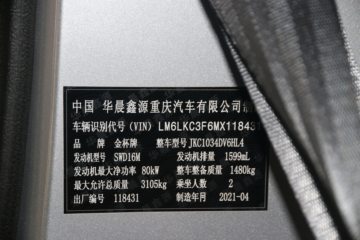 中国 华晨鑫源重庆汽车有限公司
车辆识别代号(VIN) LM6LKC3F6MX11843
品牌 金杯牌 整车型号 JKC1034DV6HL4
发动机型号 SWD16M 发动机排量 1599mL
发动机最大净功率 80kW 整车整备质量 1480kg
最大允许总质量 3105kg 乘坐人数 2
出厂编号 118431 制造年月 2021-04